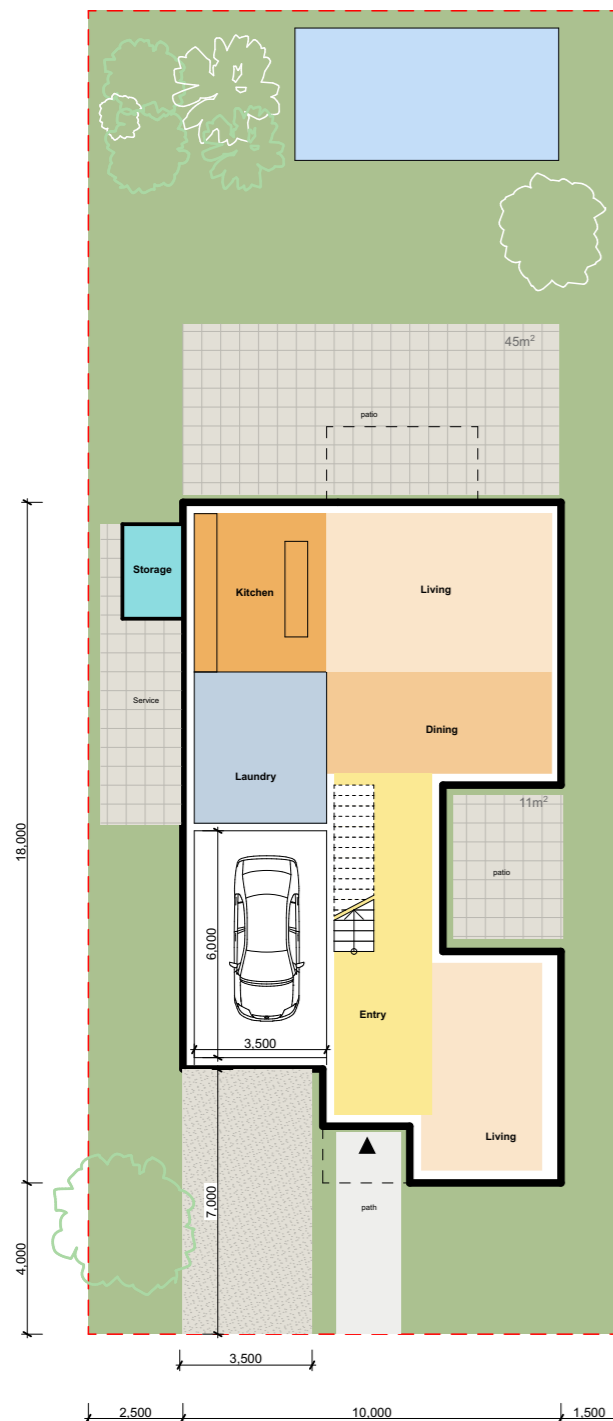 45m²
patio
Storage
Kitchen
Living
Service
Dining
Laundry
11m²
patio
18,000
6,000
Entry
3,500
Living
7,000
path
4,000
3,500
2,500
10,000
1,500